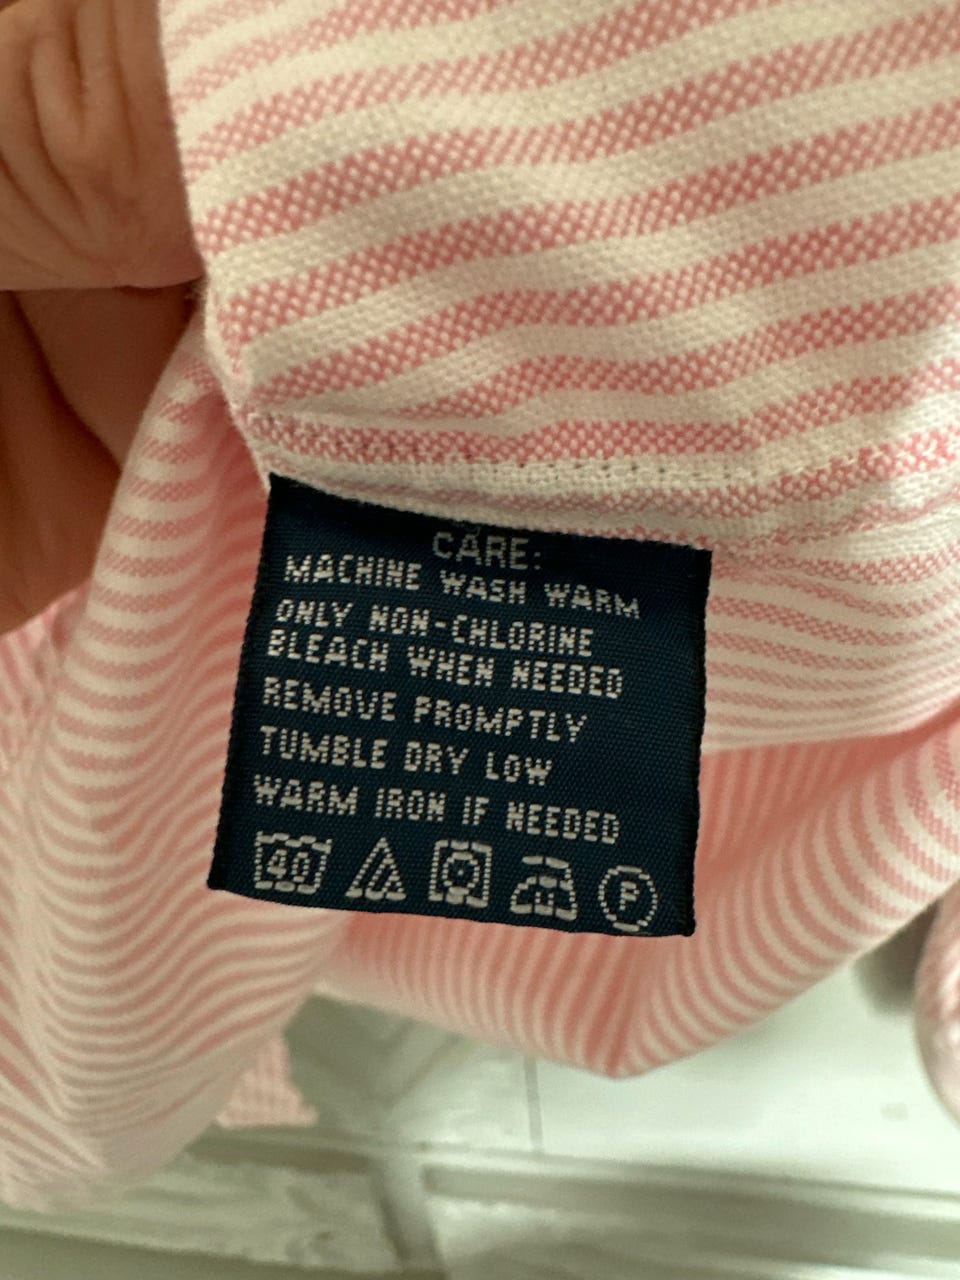 CARE:
MACHINE WASH WARM
ONLY NON-CHLORINE
BLEACH WHEN NEEDED
REMOVE PROMPTLY
TUMBLE DRY LOW
WARM IRON IF NEEDED
40 P